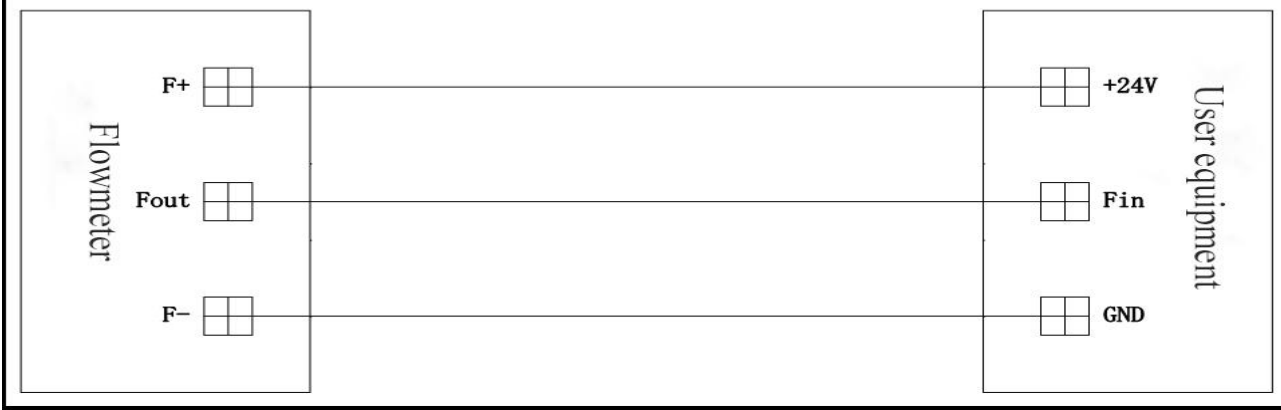 F+
Fout
F-
Flowmeter
+24V
Fin
GND
User equipment